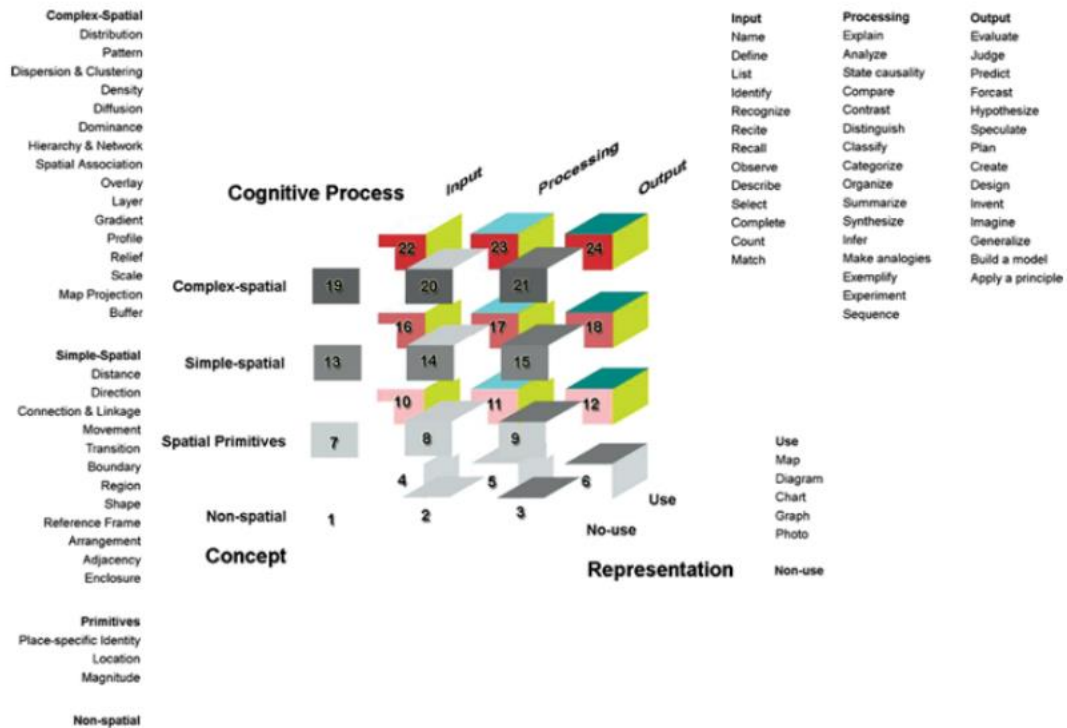 Complex-Spatial
Distribution
Pattern
Dispersion & Clustering
Density
Diffusion
Dominance
Hierarchy & Network
Spatial Association
Overlay
Layer
Gradient
Profile
Relief
Scale
Map Projection
Buffer
Simple-Spatial
Distance
Direction
Connection & Linkage
Movement
Transition
Boundary
Region
Shape
Reference Frame
Arrangement
Adjacency
Enclosure
Primitives
Place-specific Identity
Location
Magnitude
Non-spatial
Cognitive Process
Input
Processing
Output
22
23
24
Complex-spatial
19
20
21
16
17
18
Simple-spatial
13
14
15
10
11
12
Spatial Primitives
7
8
9
4
5
6
Use
Non-spatial
1
2
3
No-use
Concept
Representation
Input
Name
Define
List
Identify
Recognize
Recite
Recall
Observe
Describe
Select
Complete
Count
Match
Processing
Explain
Analyze
State causality
Compare
Contrast
Distinguish
Classify
Categorize
Organize
Summarize
Synthesize
Infer
Make analogies
Exemplify
Experiment
Sequence
Output
Evaluate
Judge
Predict
Forcast
Hypothesize
Speculate
Plan
Create
Design
Invent
Imagine
Generalize
Build a model
Apply a principle
Use
Map
Diagram
Chart
Graph
Photo
Non-use